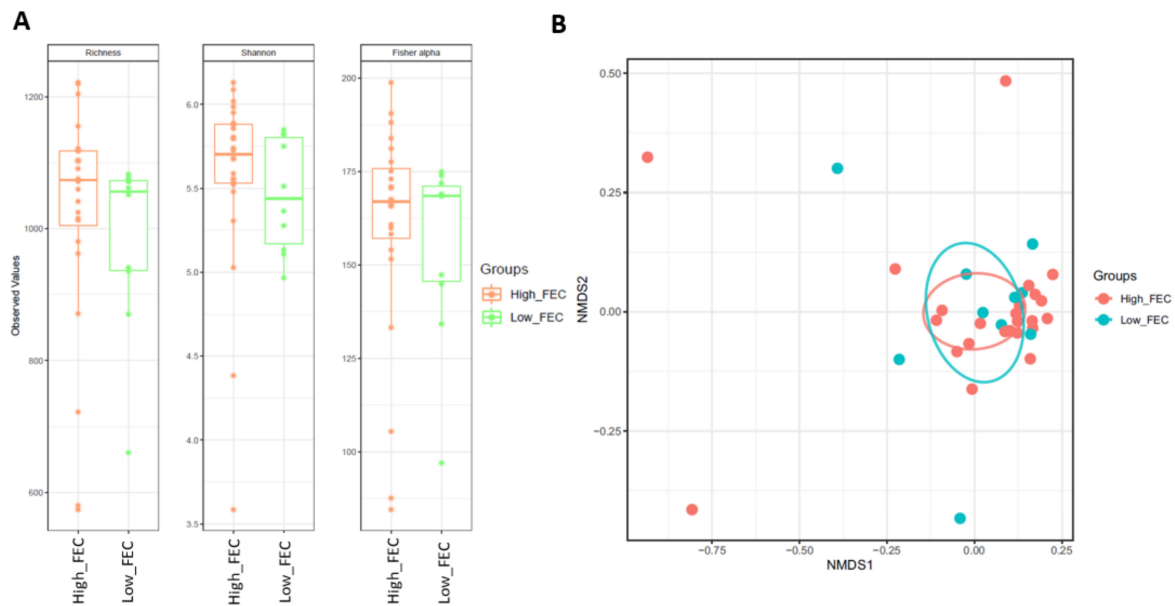 A
B
Richness
Shannon
Fisher alpha
Observed Values
1200
1000
800
600
6.0
5.5
5.0
4.5
4.0
3.5
200
175
150
125
100
High_FEC
Low_FEC
High_FEC
Low_FEC
High_FEC
Low_FEC
Groups
High_FEC
Low_FEC
NMDS2
0.50
0.25
0.00
−0.25
−0.75
−0.50
−0.25
0.00
0.25
NMDS1
Groups
High_FEC
Low_FEC